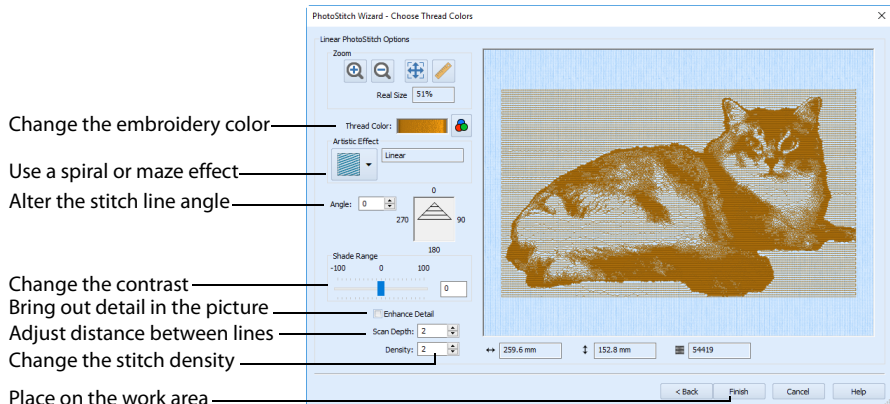 PhotoStitch Wizard - Choose Thread Colors
Linear PhotoStitch Options
Zoom
Real Size 51%
Change the embroidery color
Thread Color:
Artistic Effect
Linear
Use a spiral or maze effect
Alter the stitch line angle
Angle: 0
0
270 90
180
Shade Range
-100 0 100
Change the contrast
0
Bring out detail in the picture
Enhance Detail
Adjust distance between lines
Scan Depth: 2
Change the stitch density
Density: 2
259.6 mm 152.8 mm 54419
Place on the work area
< Back Finish Cancel Help